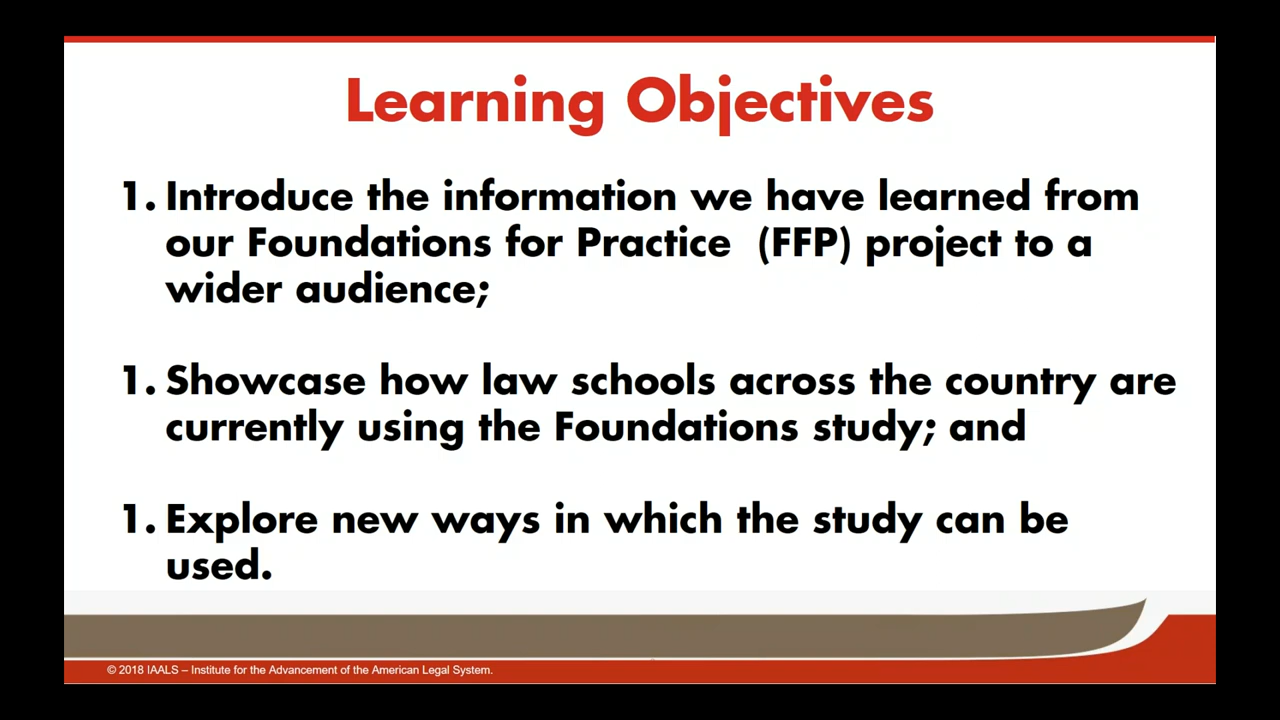 Learning Objectives
1. Introduce the information we have learned from
our Foundations for Practice  (FFP) project to a
wider audience;
1. Showcase how law schools across the country are
currently using the Foundations study; and
1. Explore new ways in which the study can be
used.
© 2018 IAALS – Institute for the Advancement of the American Legal System.